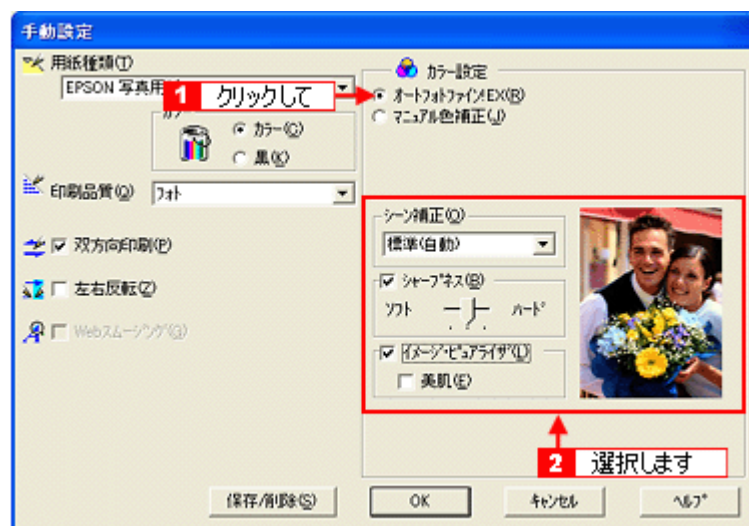 手動設定
用紙種類(T)
EPSON 写真用
1 クリックして
カラー(C)
黒(K)
印刷品質(Q) フォト
双方向印刷(P)
左右反転(Z)
Webスムージング(G)
カラー設定
オートフォトファイン!EX(R)
マニュアル色補正(J)
シーン補正(O)
標準(自動)
シャープネス(B)
ソフト ハード
イメージ・ピュアライザ(L)
美肌(E)
2 選択します
保存/削除(S) OK キャンセル ヘルプ